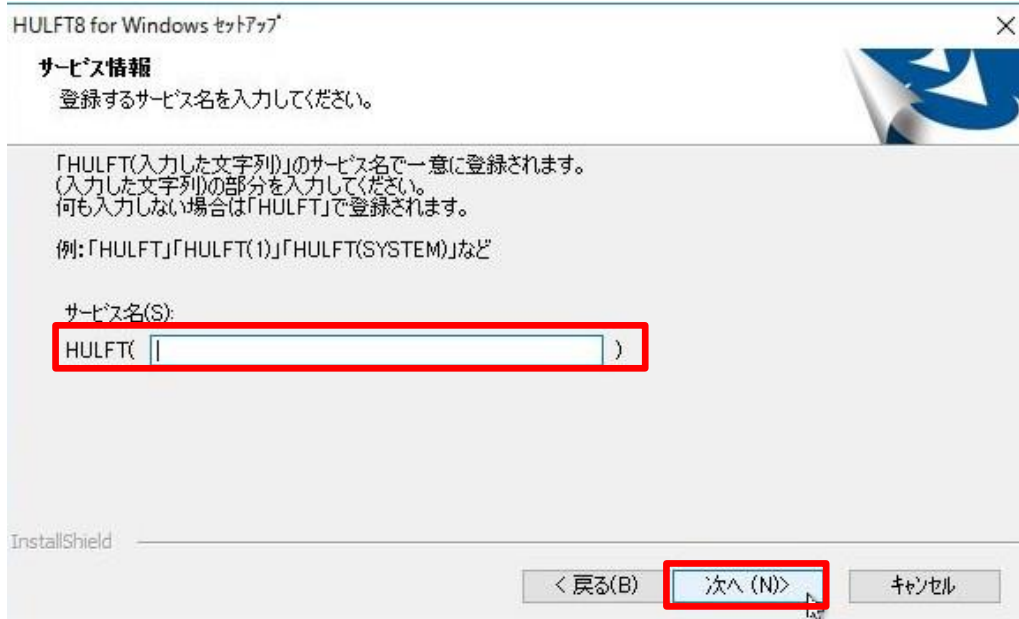 HULFT8 for Windows ｾｯﾄｱｯﾌﾟ
サービス情報
登録するサービス名を入力してください。
「HULFT(入力した文字列)」のサービス名で一意に登録されます。
(入力した文字列)の部分を入力してください。
何も入力しない場合は「HULFT」で登録されます。
例:「HULFT」「HULFT(1)」「HULFT(SYSTEM)」など
サービス名(S):
HULFT( )
InstallShield
< 戻る(B) 次へ (N)> ｷｬﾝｾﾙ